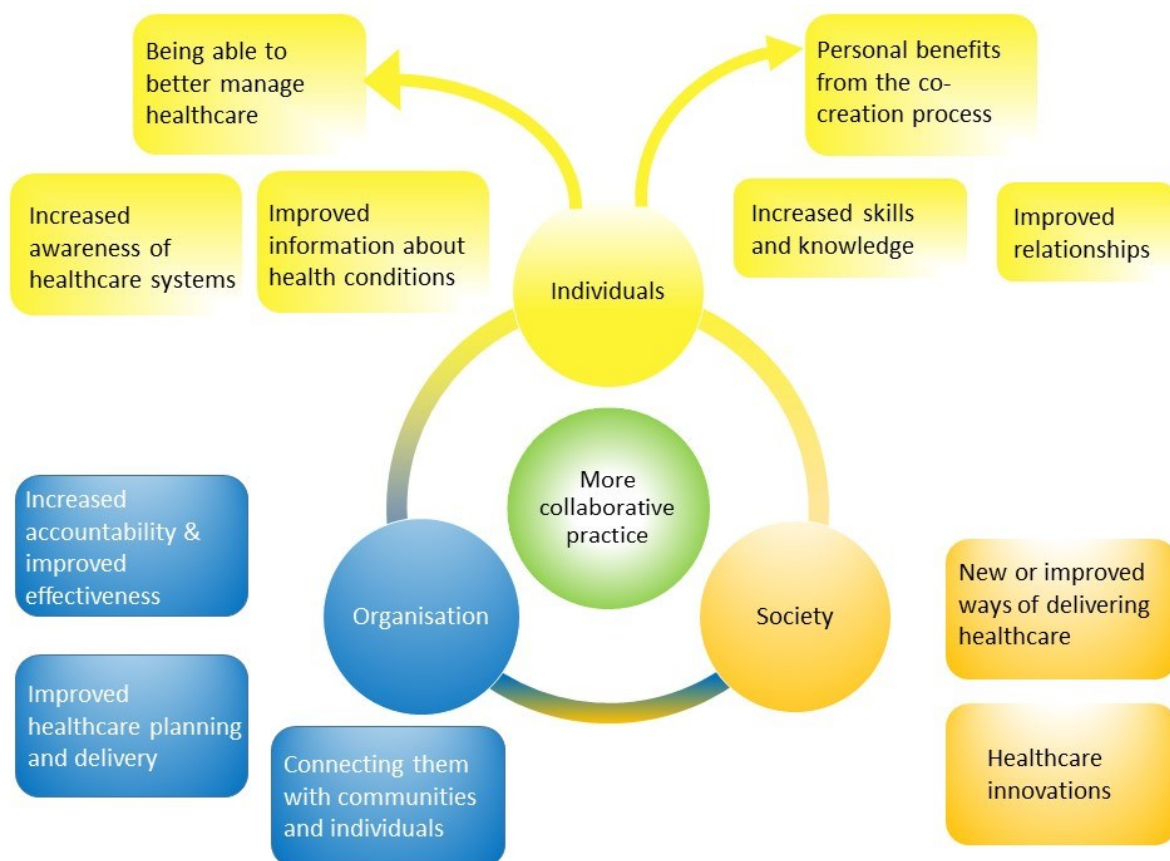 Being able to
better manage
healthcare
Personal benefits
from the co-
creation process
Increased
awareness of
healthcare systems
Improved
information about
health conditions
Increased skills
and knowledge
Improved
relationships
Individuals
More
collaborative
practice
Organisation
Society
Increased
accountability &
improved
effectiveness
Improved
healthcare planning
and delivery
Connecting them
with communities
and individuals
New or improved
ways of delivering
healthcare
Healthcare
innovations